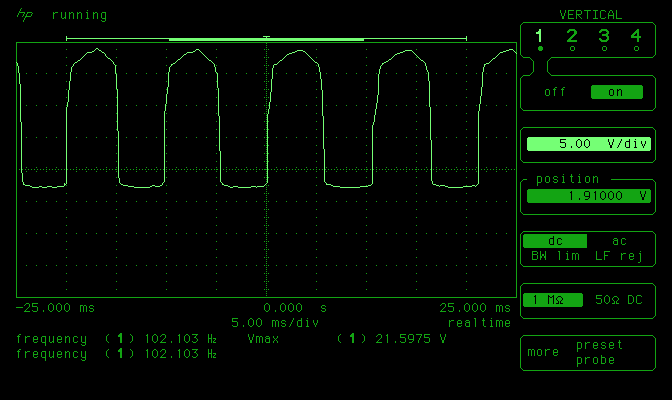 hp running
VERTICAL
1 2 3 4
off on
5.00 V/div
position
1.91000 V
dc ac
BW lim LF rej
1 MΩ 50Ω DC
more preset
probe
-25.000 ms 0.000 s 25.000 ms
5.00 ms/div realtime
frequency (1) 102.103 Hz Vmax (1) 21.5975 V
frequency (1) 102.103 Hz